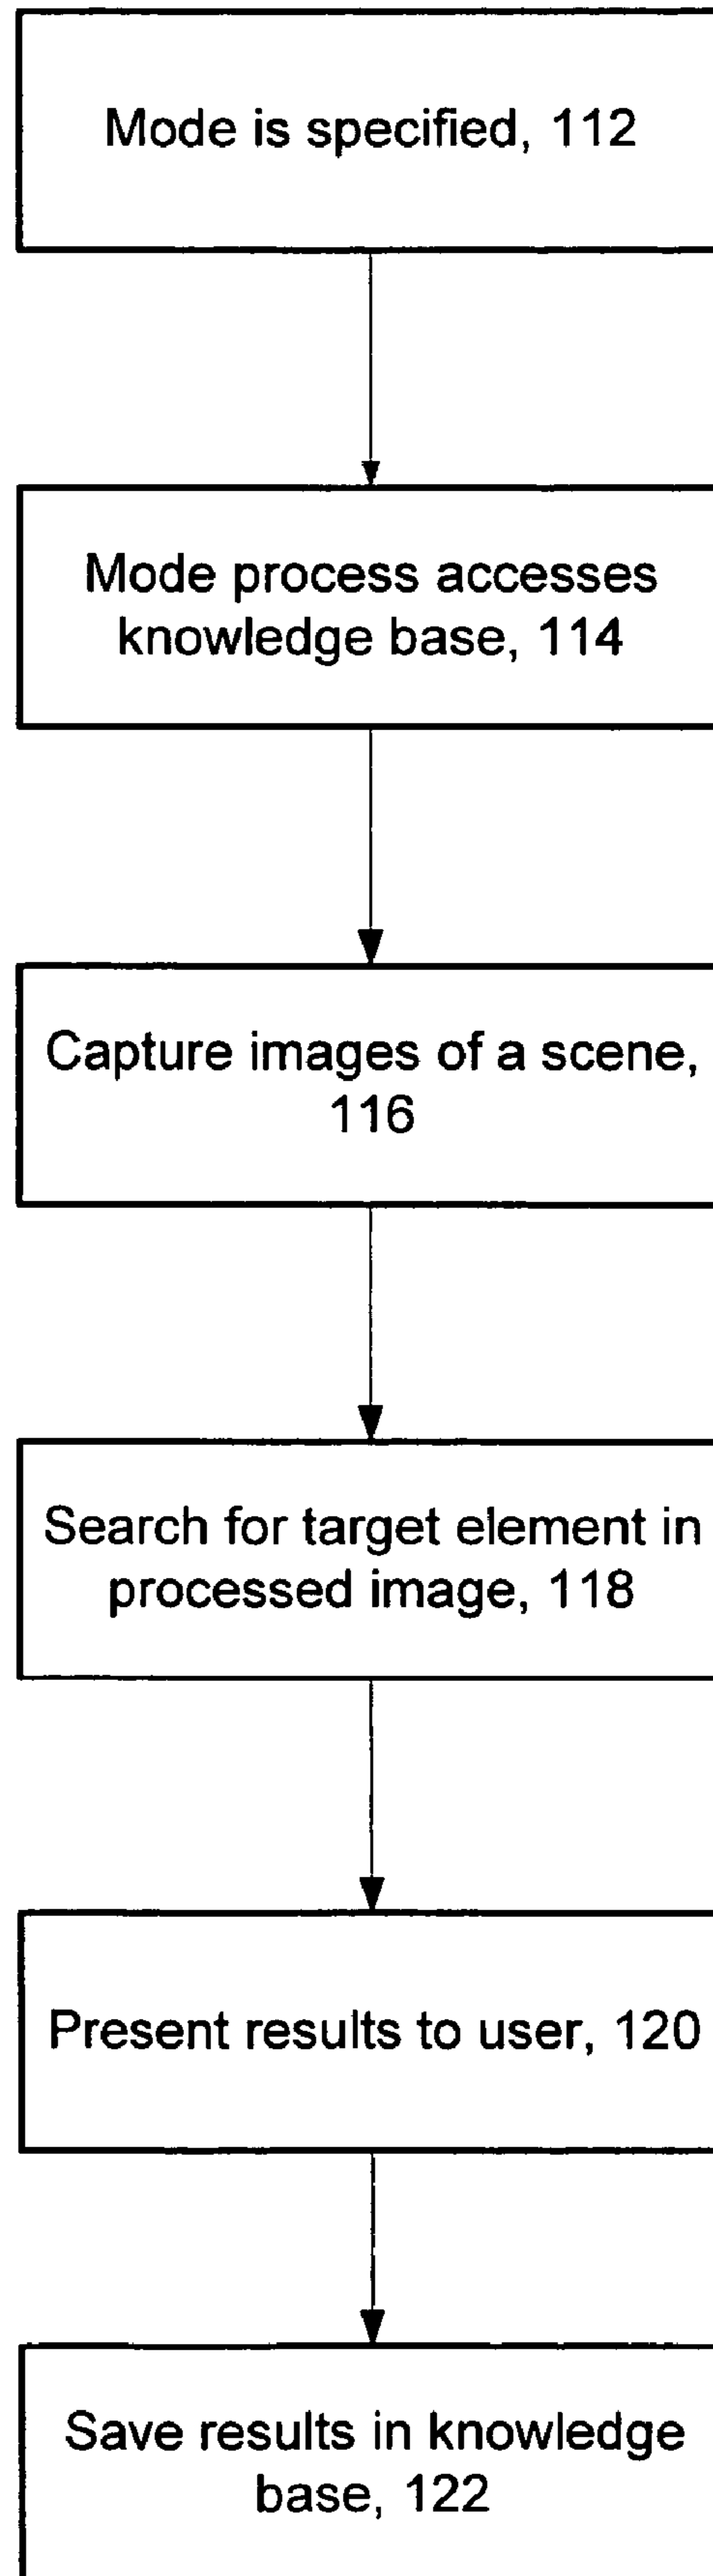 Mode is specified, 112
Mode process accesses
knowledge base, 114
Capture images of a scene,
116
Search for target element in
processed image, 118
Present results to user, 120
Save results in knowledge
base, 122